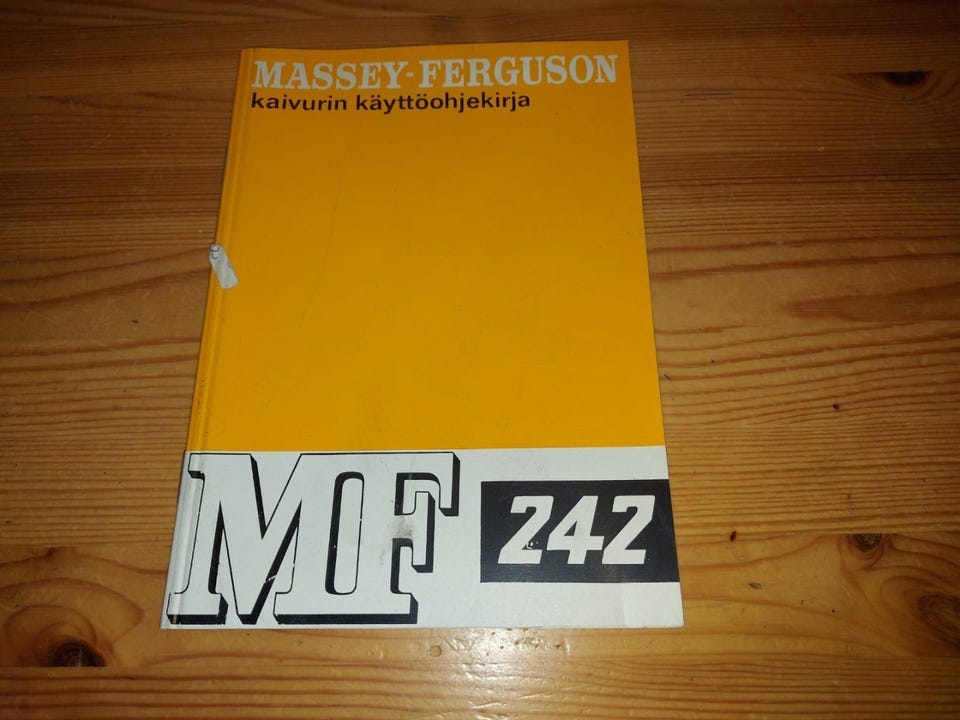 MASSEY-FERGUSON
kaivurin käyttöohjekirja
MF 242